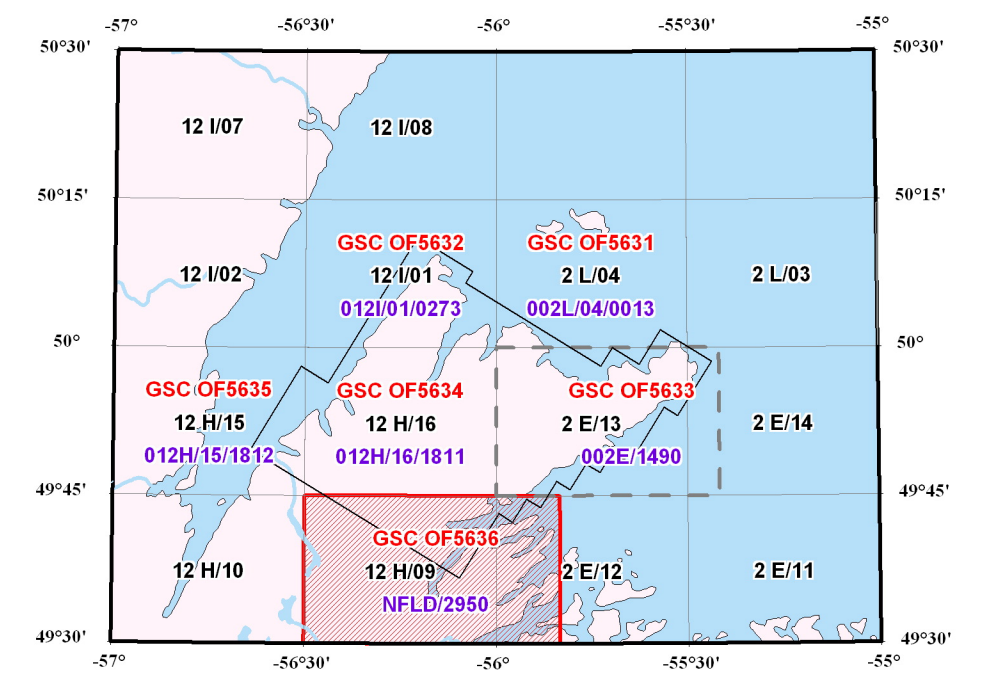 -57° -56°30' -56° -55°30' -55°
50°30' 50°30'
12 I/07 12 I/08
50°15' 50°15'
GSC OF5632 GSC OF5631
12 I/02 12 I/01 2 L/04 2 L/03
012I/01/0273 002L/04/0013
50° 50°
GSC OF5635 GSC OF5634 GSC OF5633
12 H/15 12 H/16 2 E/13 2 E/14
012H/15/1812 012H/16/1811 002E/1490
49°45' 49°45'
GSC OF5636
12 H/10 12 H/09 2 E/12 2 E/11
NFLD/2950
49°30' 49°30'
-57° -56°30' -56° -55°30' -55°